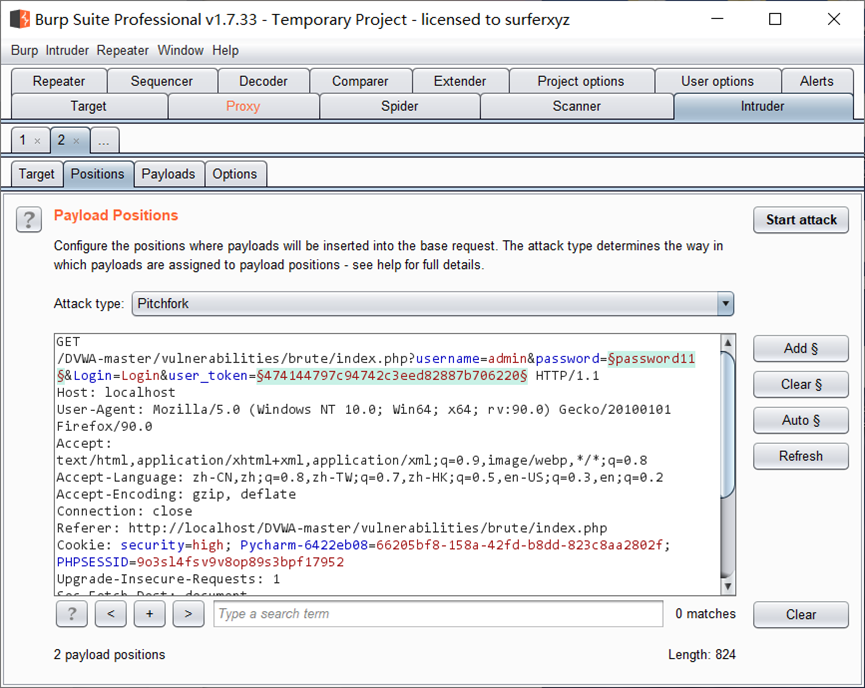 Burp Suite Professional v1.7.33 - Temporary Project - licensed to surferxyz
Burp Intruder Repeater Window Help
Repeater Sequencer Decoder Comparer Extender Project options User options Alerts
Target Proxy Spider Scanner Intruder
1 × 2 × ...
Target Positions Payloads Options
? Payload Positions Start attack
Configure the positions where payloads will be inserted into the base request. The attack type determines the way in
which payloads are assigned to payload positions - see help for full details.
Attack type: Pitchfork
GET
/DVWA-master/vulnerabilities/brute/index.php?username=admin&password=§password11
§&Login=Login&user_token=§474144797c94742c3eed82887b706220§ HTTP/1.1
Host: localhost
User-Agent: Mozilla/5.0 (Windows NT 10.0; Win64; x64; rv:90.0) Gecko/20100101
Firefox/90.0
Accept:
text/html,application/xhtml+xml,application/xml;q=0.9,image/webp,*/*;q=0.8
Accept-Language: zh-CN,zh;q=0.8,zh-TW;q=0.7,zh-HK;q=0.5,en-US;q=0.3,en;q=0.2
Accept-Encoding: gzip, deflate
Connection: close
Referer: http://localhost/DVWA-master/vulnerabilities/brute/index.php
Cookie: security=high; Pycharm-6422eb08=66205bf8-158a-42fd-b8dd-823c8aa2802f;
PHPSESSID=9o3sl4fsv9v8op89s3bpf17952
Upgrade-Insecure-Requests: 1
Sec-Fetch-Dest: document
Add §
Clear §
Auto §
Refresh
? < + > Type a search term 0 matches Clear
2 payload positions Length: 824